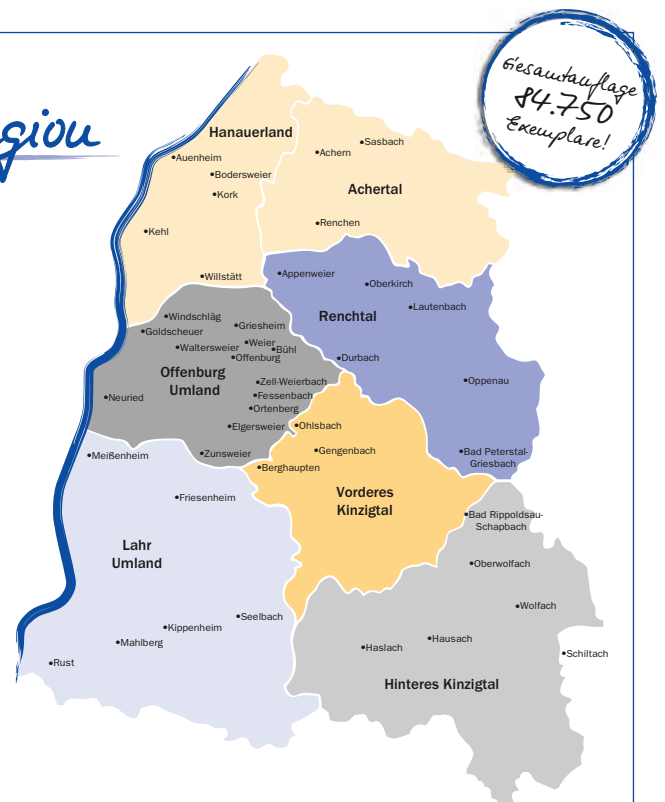 Gesamtauflage
84.750
Exemplare!
gion
Hanauerland
Sasbach
Achern
Auenheim
Bodersweier
Achertal
Kork
Renchen
Kehl
Appenweier
Willstätt
Oberkirch
Lautenbach
Renchtal
Windschläg
Griesheim
Goldscheuer
Weier
Waltersweier
Bühl
Offenburg
Durbach
Offenburg
Umland
Zell-Weierbach
Oppenau
Fessenbach
Neuried
Ortenberg
Elgersweier
Ohlsbach
Gengenbach
Zunsweier
Meißenheim
Bad Peterstal-
Griesbach
Berghaupten
Friesenheim
Vorderes
Kinzigtal
Bad Rippoldsau-
Schapbach
Lahr
Umland
Oberwolfach
Wolfach
Seelbach
Kippenheim
Mahlberg
Hausach
Haslach
Schiltach
Rust
Hinteres Kinzigtal